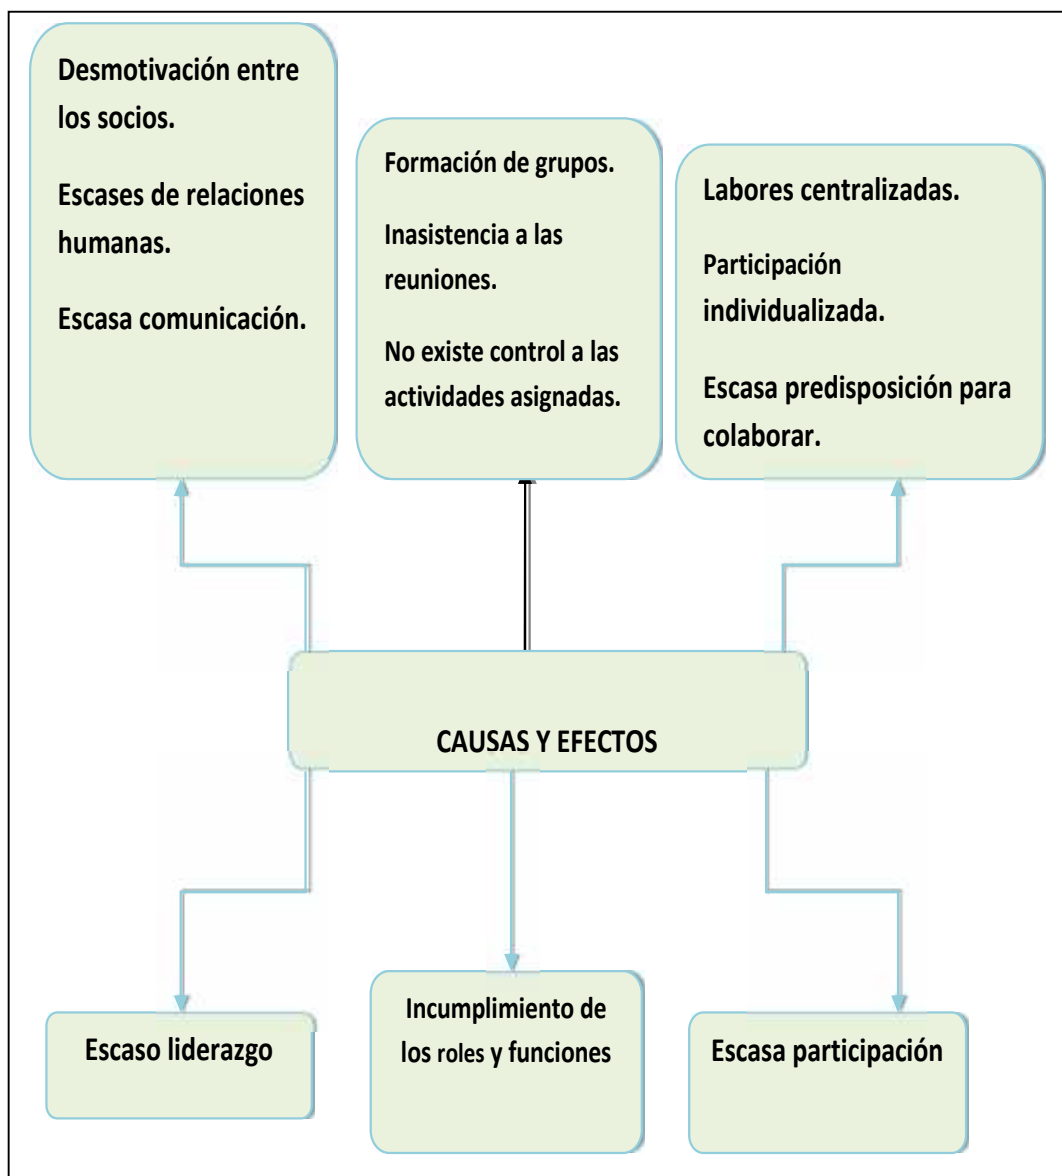 Desmotivación entre
los socios.
Escases de relaciones
humanas.
Escasa comunicación.
Formación de grupos.
Inasistencia a las
reuniones.
No existe control a las
actividades asignadas.
Labores centralizadas.
Participación
individualizada.
Escasa predisposición para
colaborar.
CAUSAS Y EFECTOS
Escaso liderazgo
Incumplimiento de
los roles y funciones
Escasa participación